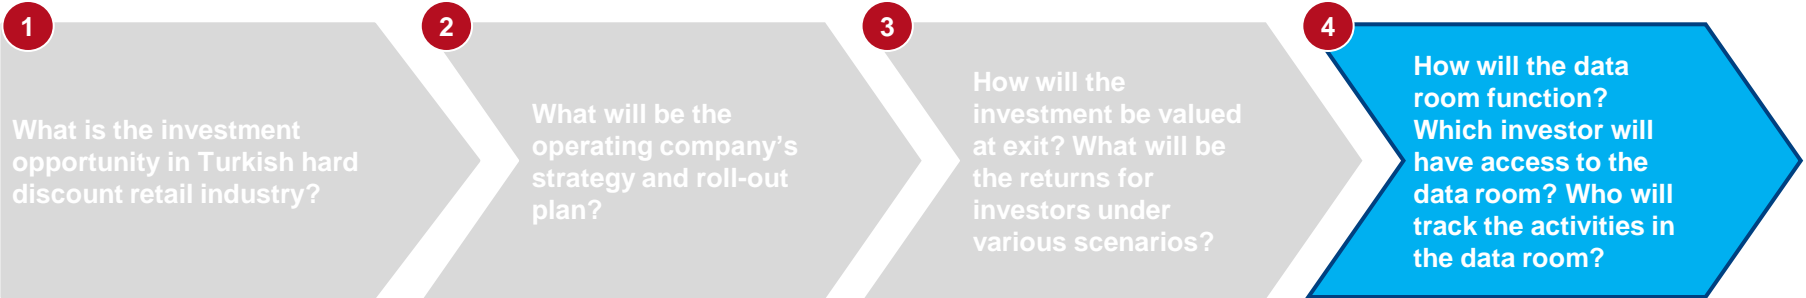 1
What is the investment
opportunity in Turkish hard
discount retail industry?
2
What will be the
operating company's
strategy and roll-out
plan?
3
How will the
investment be valued
at exit? What will be
the returns for
investors under
various scenarios?
4
How will the data
room function?
Which investor will
have access to the
data room? Who will
track the activities in
the data room?